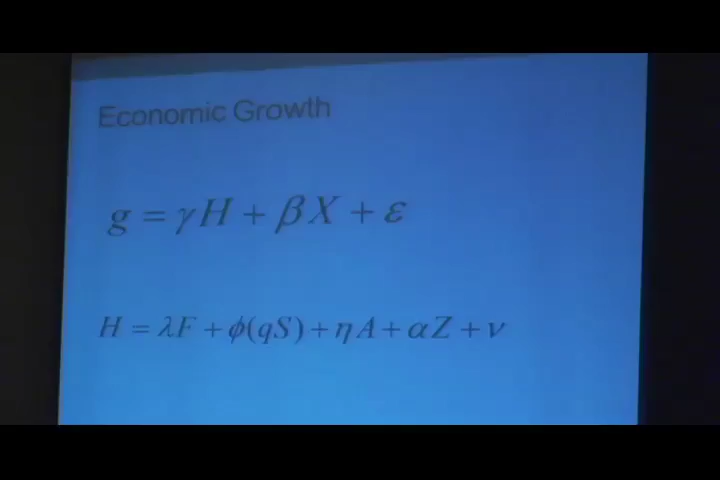 Economic Growth
g = γH + βX + ε
H = λF + ϕ(qS) + ηA + αZ + ν